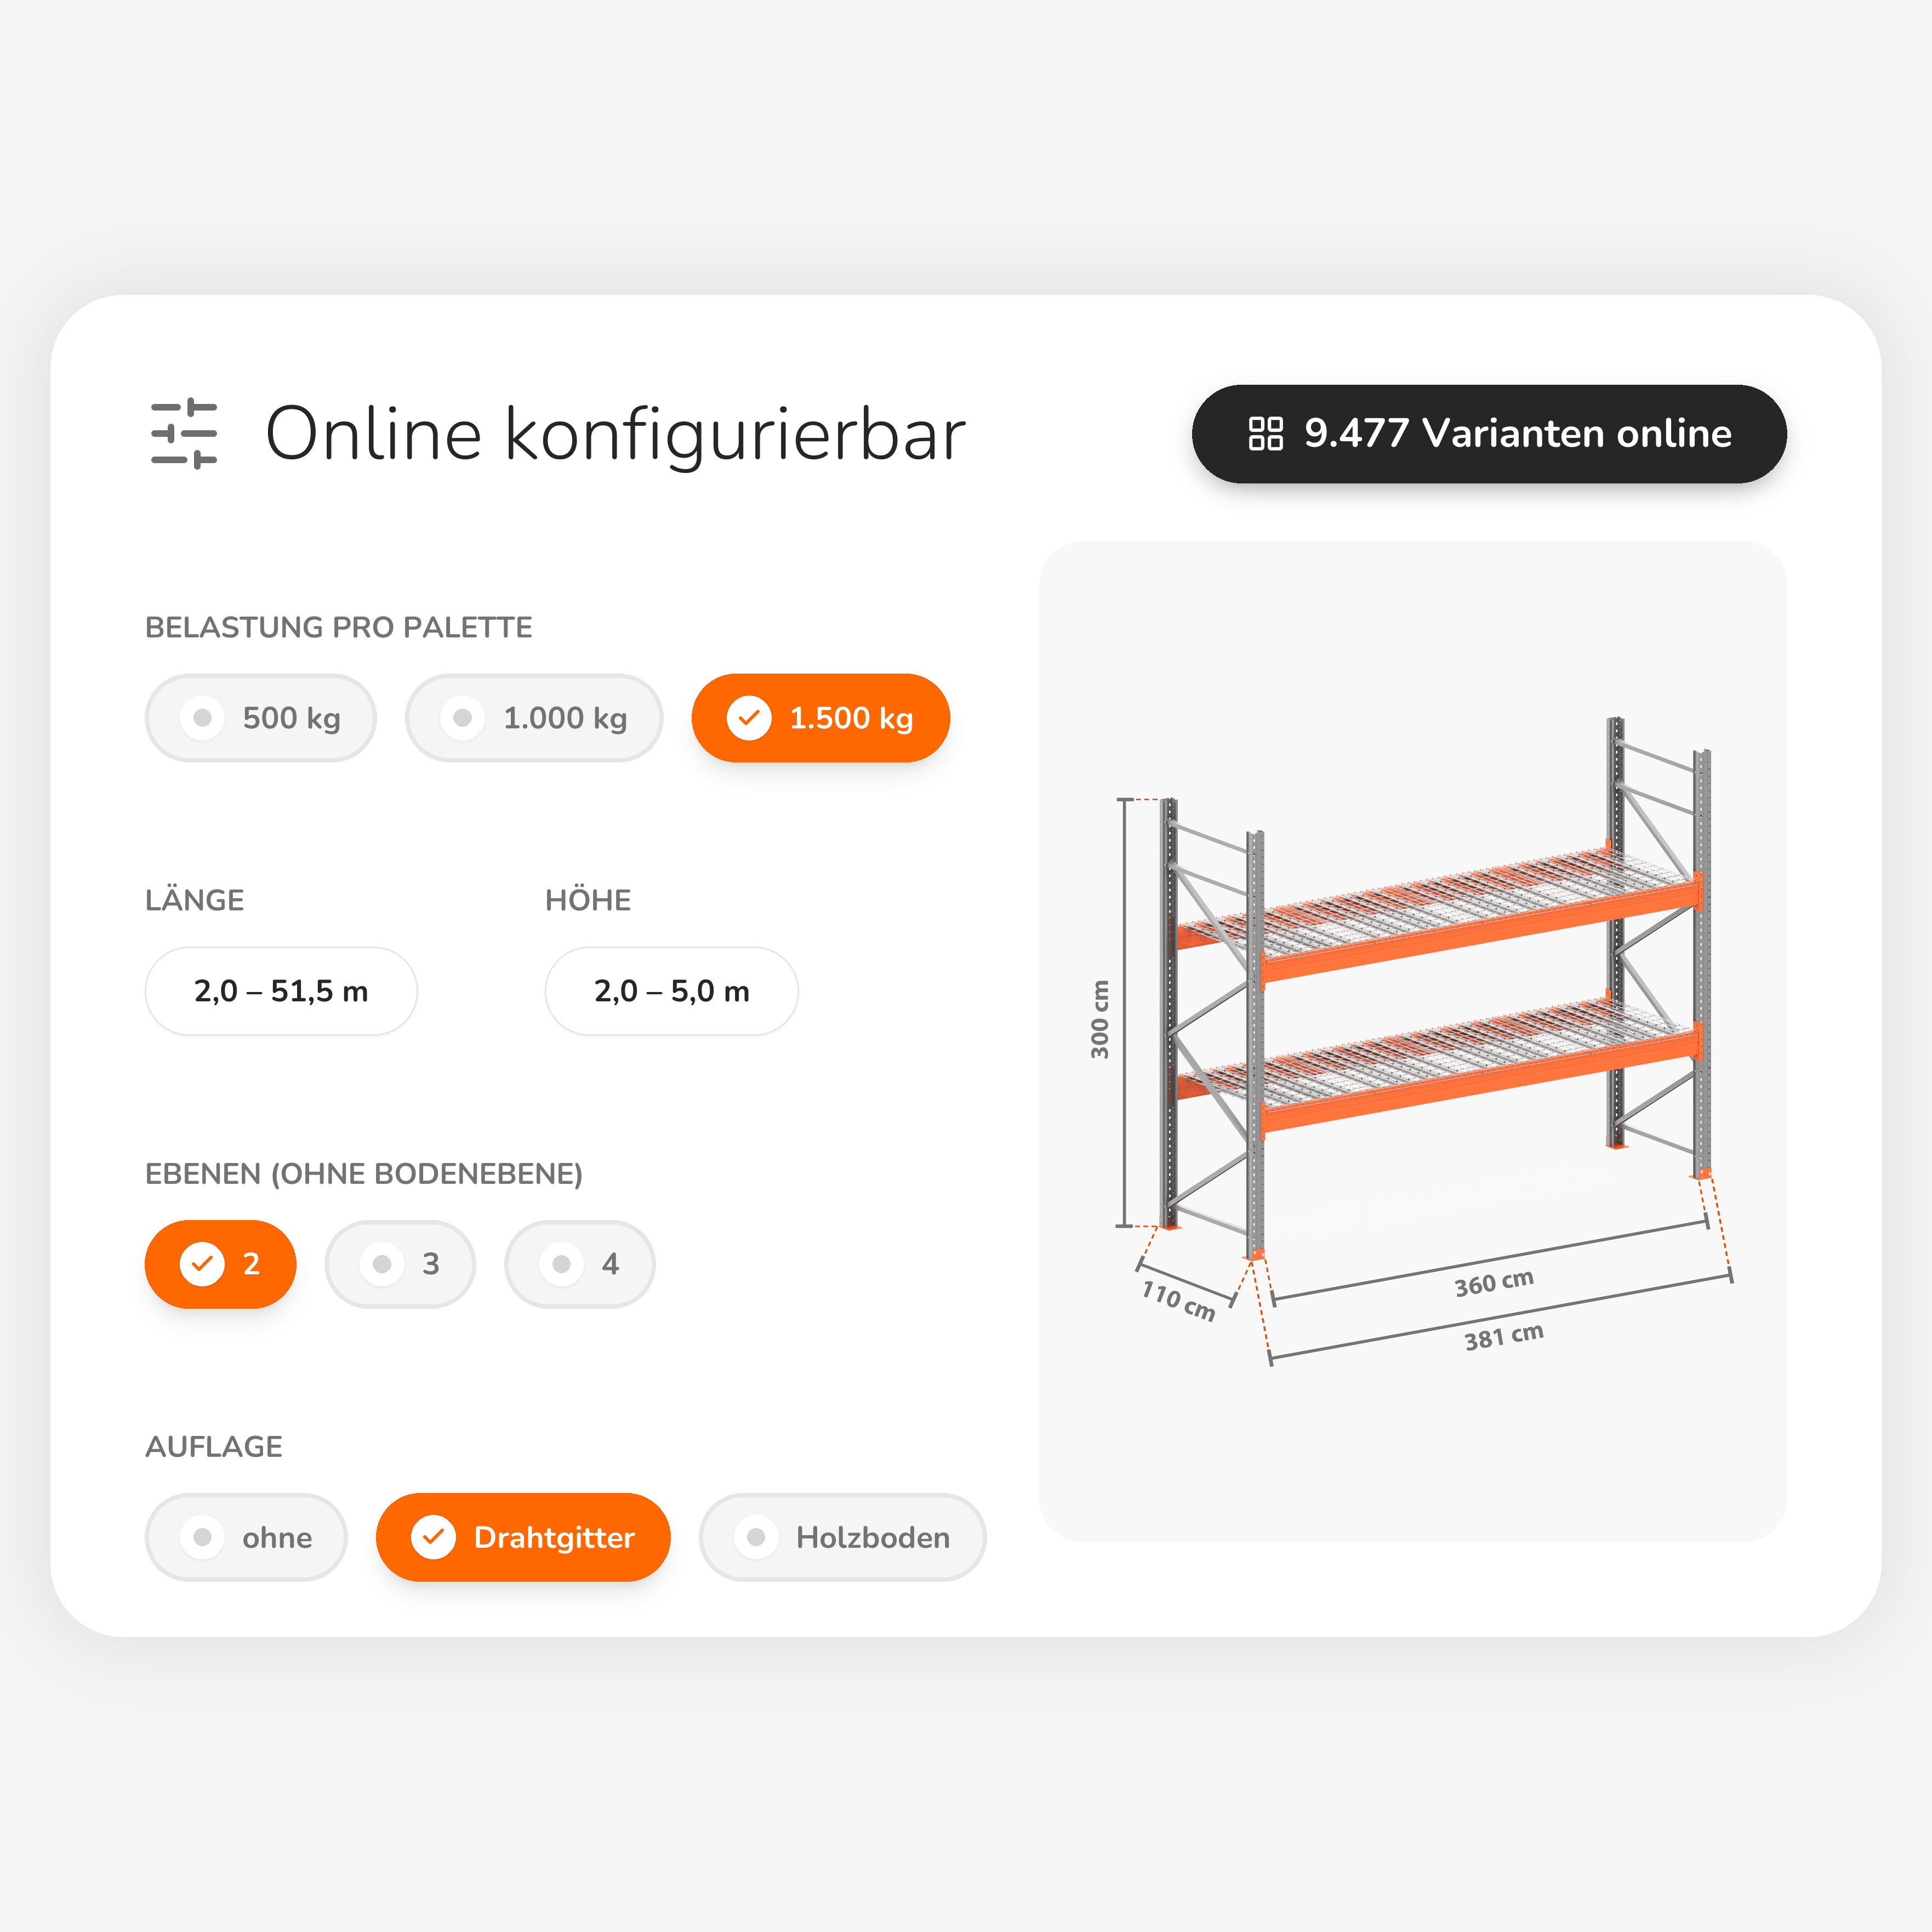 Online konfigurierbar
9.477 Varianten online
BELASTUNG PRO PALETTE
500 kg
1.000 kg
1.500 kg
LÄNGE
HÖHE
2,0 – 51,5 m
2,0 – 5,0 m
EBENEN (OHNE BODENEBENE)
2
3
4
AUFLAGE
ohne
Drahtgitter
Holzboden
300 cm
110 cm
360 cm
381 cm